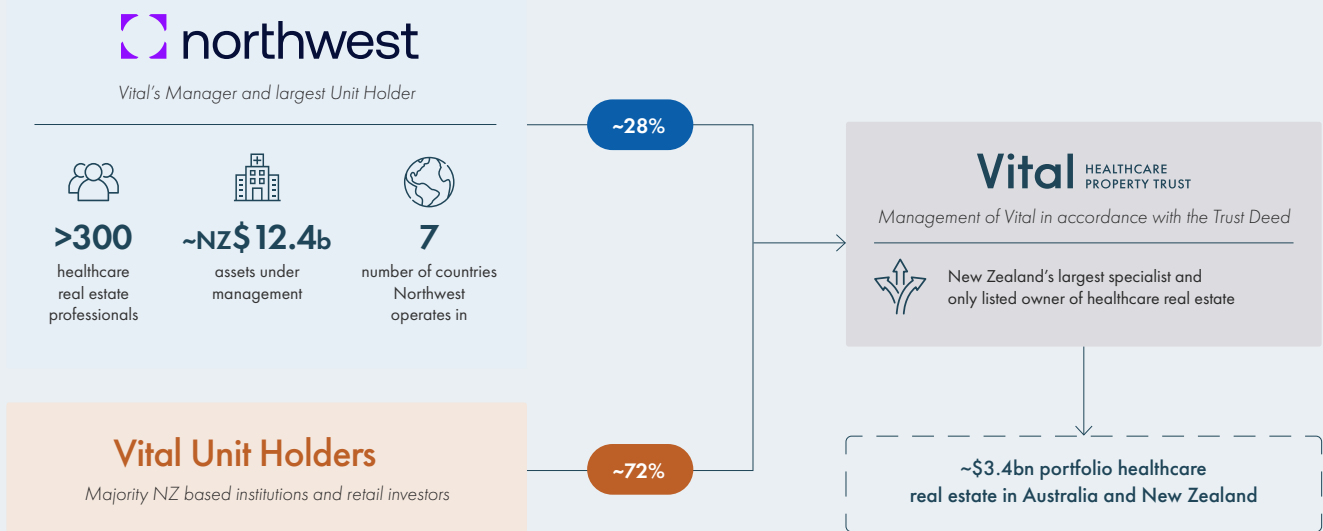 northwest
Vital's Manager and largest Unit Holder
>300
healthcare
real estate
professionals
~NZ$12.4b
assets under
management
7
number of countries
Northwest
operates in
~28%
Vital Unit Holders
Majority NZ based institutions and retail investors
~72%
Vital HEALTHCARE
PROPERTY TRUST
Management of Vital in accordance with the Trust Deed
New Zealand's largest specialist and
only listed owner of healthcare real estate
~$3.4bn portfolio healthcare
real estate in Australia and New Zealand